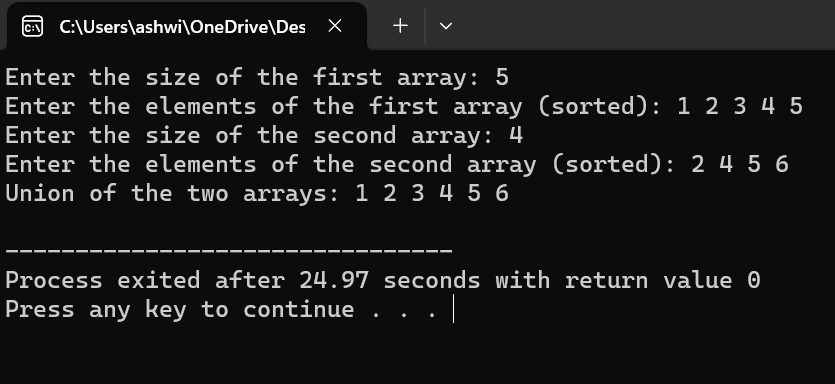 C:\Users\ashwi\OneDrive\Des
Enter the size of the first array: 5
Enter the elements of the first array (sorted): 1 2 3 4 5
Enter the size of the second array: 4
Enter the elements of the second array (sorted): 2 4 5 6
Union of the two arrays: 1 2 3 4 5 6
--------------------------------
Process exited after 24.97 seconds with return value 0
Press any key to continue . . .